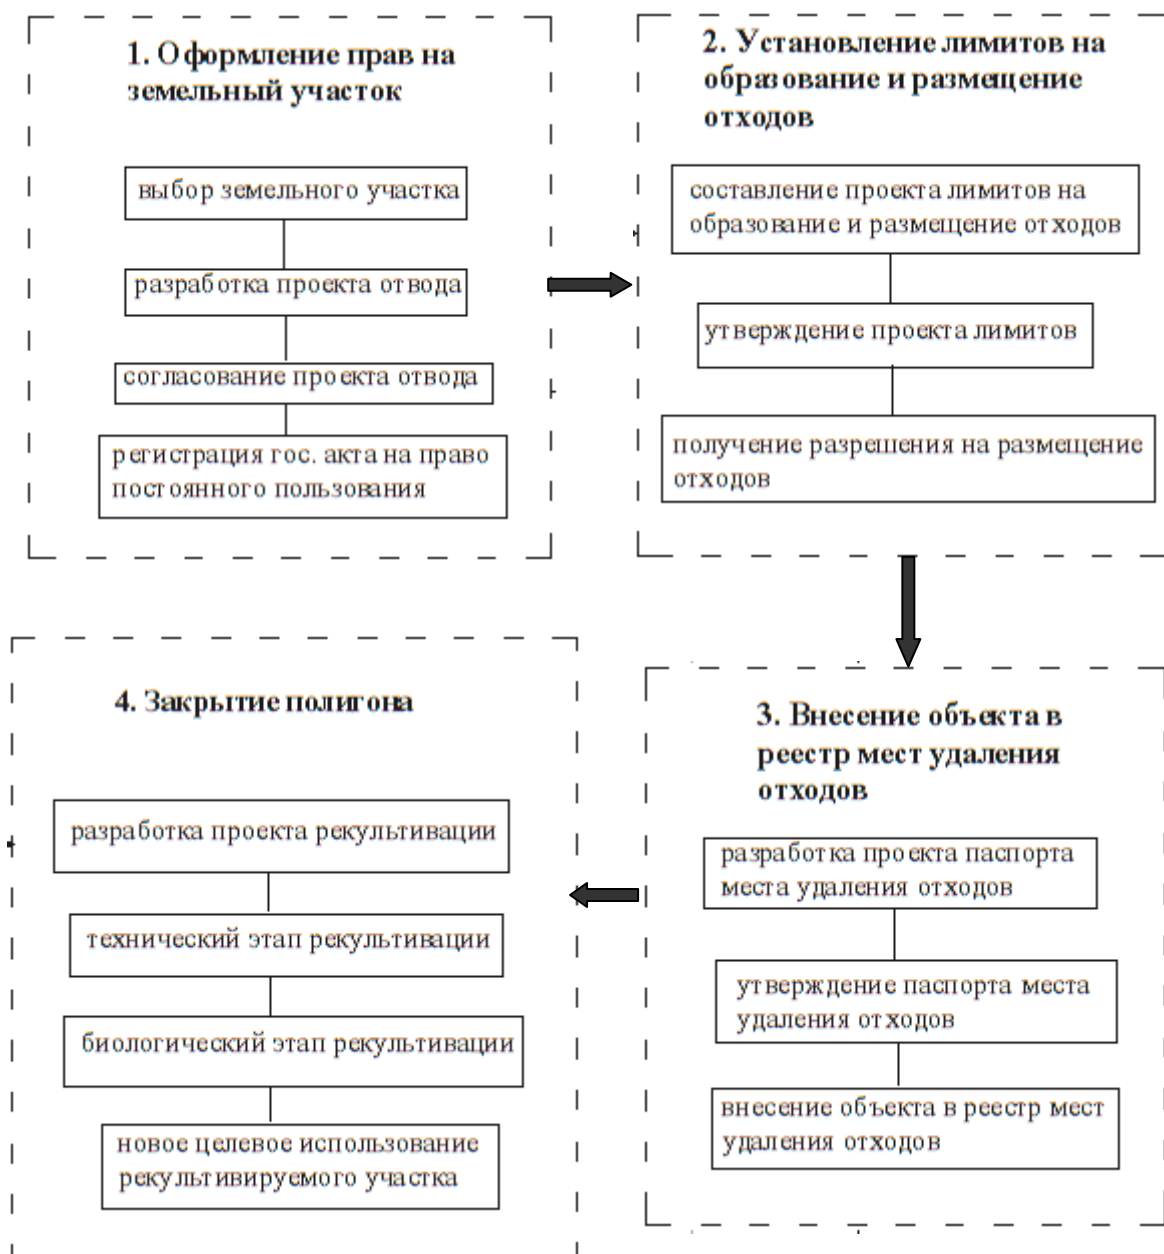 1. Оформление прав на
земельный участок
выбор земельного участка
разработка проекта отвода
согласование проекта отвода
регистрация гос. акта на право
постоянного пользования
2. Установление лимитов на
образование и размещение
отходов
составление проекта лимитов на
образование и размещение отходов
утверждение проекта лимитов
получение разрешения на размещение
отходов
3. Внесение объекта в
реестр мест удаления
отходов
разработка проекта паспорта
места удаления отходов
утверждение паспорта места
удаления отходов
внесение объекта в реестр мест
удаления отходов
4. Закрытие полигона
разработка проекта рекультивации
технический этап рекультивации
биологический этап рекультивации
новое целевое использование
рекультивируемого участка